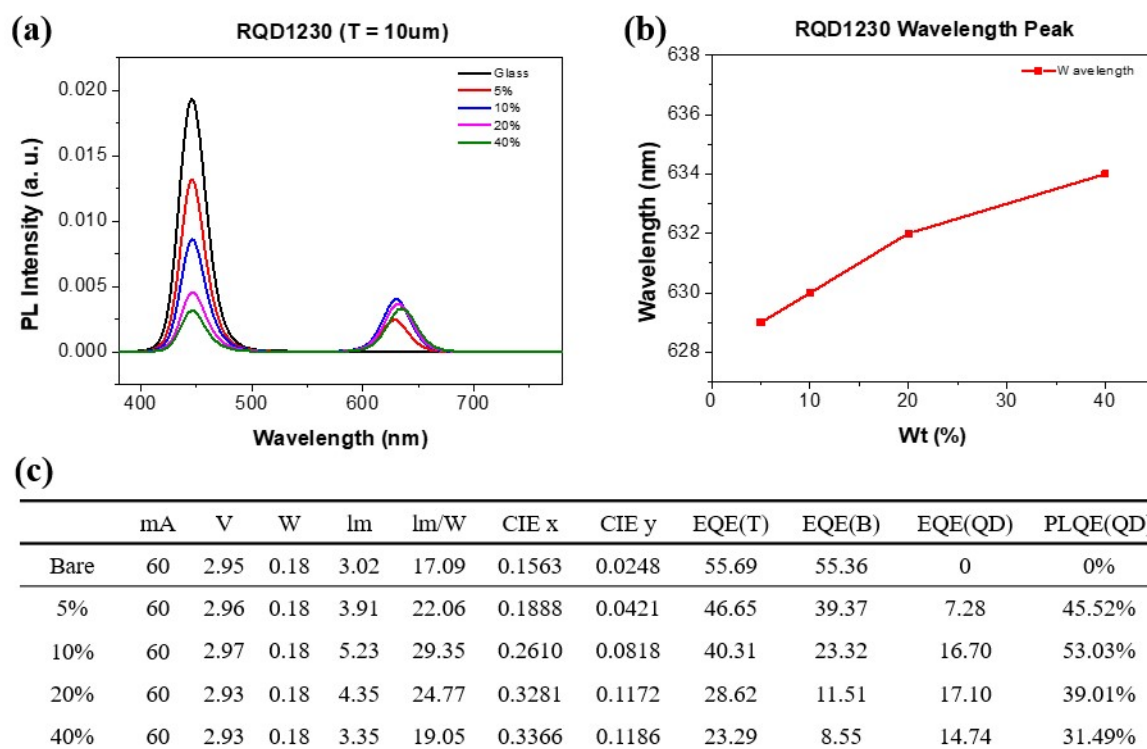 (a)
RQD1230 (T = 10um)
Glass
5%
10%
20%
40%
0.020
0.015
0.010
0.005
0.000
PL Intensity (a. u.)
400 500 600 700
Wavelength (nm)
(b)
RQD1230 Wavelength Peak
W avelength
638
636
634
632
630
628
Wavelength (nm)
0 10 20 30 40
Wt (%)
(c)
mA V W lm lm/W CIE x CIE y EQE(T) EQE(B) EQE(QD) PLQE(QD)
Bare 60 2.95 0.18 3.02 17.09 0.1563 0.0248 55.69 55.36 0 0%
5% 60 2.96 0.18 3.91 22.06 0.1888 0.0421 46.65 39.37 7.28 45.52%
10% 60 2.97 0.18 5.23 29.35 0.2610 0.0818 40.31 23.32 16.70 53.03%
20% 60 2.93 0.18 4.35 24.77 0.3281 0.1172 28.62 11.51 17.10 39.01%
40% 60 2.93 0.18 3.35 19.05 0.3366 0.1186 23.29 8.55 14.74 31.49%